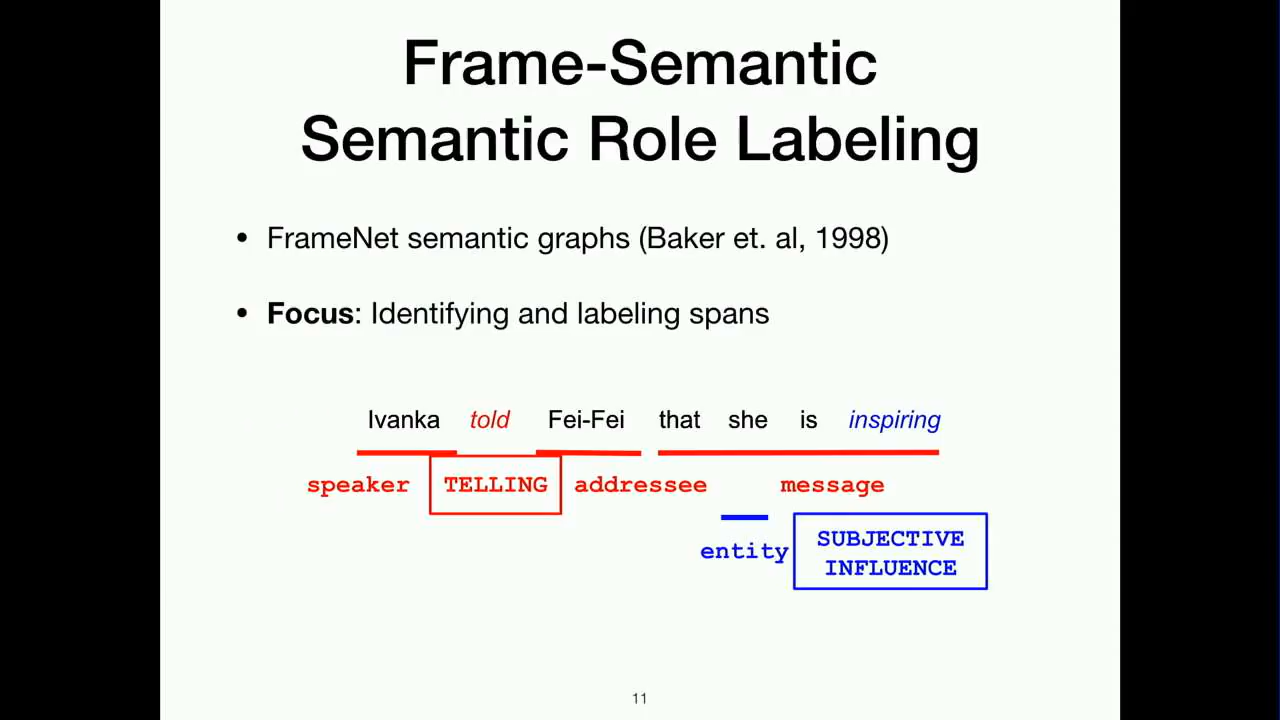 Frame-Semantic
Semantic Role Labeling
• FrameNet semantic graphs (Baker et. al, 1998)
• Focus: Identifying and labeling spans
Ivanka told Fei-Fei that she is inspiring
speaker TELLING addressee message
entity SUBJECTIVE
INFLUENCE
11